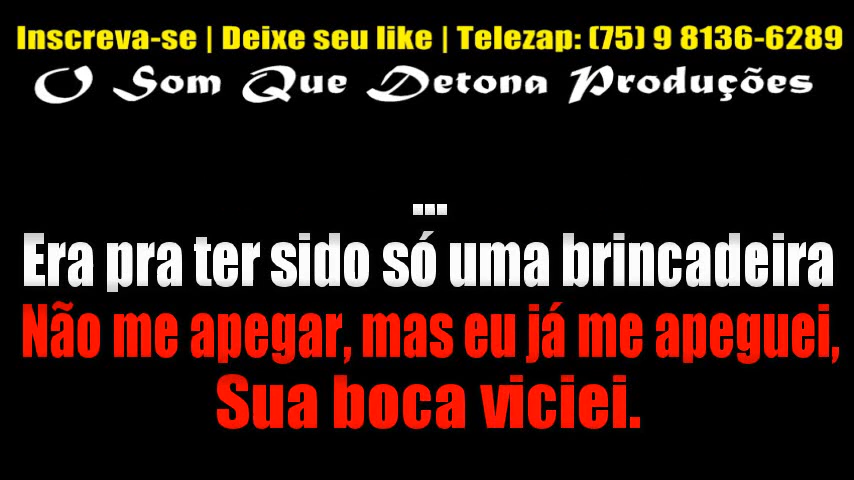 Inscreva-se | Deixe seu like | Telezap: (75) 9 8136-6289
O Som Que Detona Produções
...
Era pra ter sido só uma brincadeira
Não me apegar, mas eu já me apeguei,
Sua boca viciei.